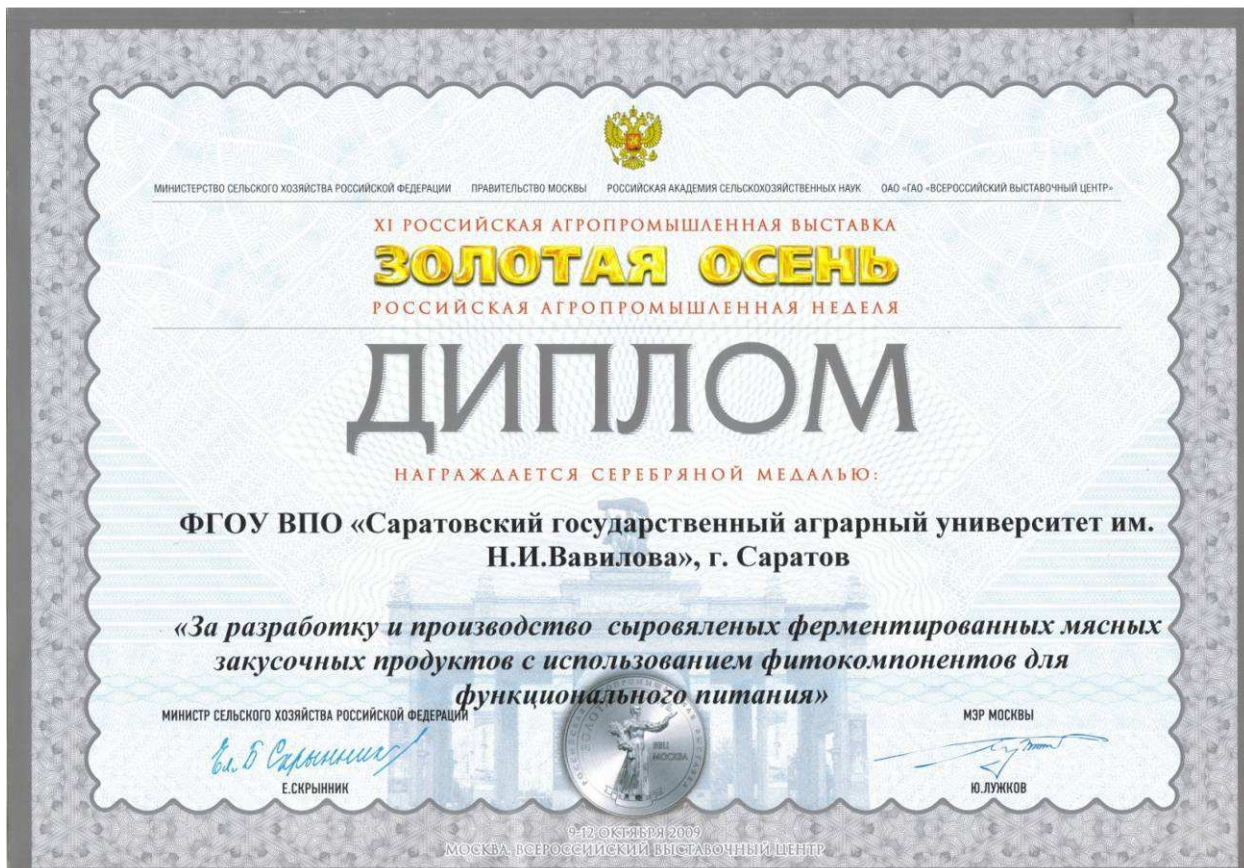 МИНИСТЕРСТВО СЕЛЬСКОГО ХОЗЯЙСТВА РОССИЙСКОЙ ФЕДЕРАЦИИ ПРАВИТЕЛЬСТВО МОСКВЫ РОССИЙСКАЯ АКАДЕМИЯ СЕЛЬСКОХОЗЯЙСТВЕННЫХ НАУК ОАО «ГАО «ВСЕРОССИЙСКИЙ ВЫСТАВОЧНЫЙ ЦЕНТР»
XI РОССИЙСКАЯ АГРОПРОМЫШЛЕННАЯ ВЫСТАВКА
ЗОЛОТАЯ ОСЕНЬ
РОССИЙСКАЯ АГРОПРОМЫШЛЕННАЯ НЕДЕЛЯ
ДИПЛОМ
НАГРАЖДАЕТСЯ СЕРЕБРЯНОЙ МЕДАЛЬЮ:
ФГОУ ВПО «Саратовский государственный аграрный университет им.
Н.И.Вавилова», г. Саратов
«За разработку и производство сыровяленых ферментированных мясных
закусочных продуктов с использованием фитокомпонентов для
функционального питания»
МИНИСТР СЕЛЬСКОГО ХОЗЯЙСТВА РОССИЙСКОЙ ФЕДЕРАЦИИ
МЭР МОСКВЫ
Е.СКРЫННИК
Ю.ЛУЖКОВ
МОСКВА
9-12 ОКТЯБРЯ 2009
МОСКВА, ВСЕРОССИЙСКИЙ ВЫСТАВОЧНЫЙ ЦЕНТР